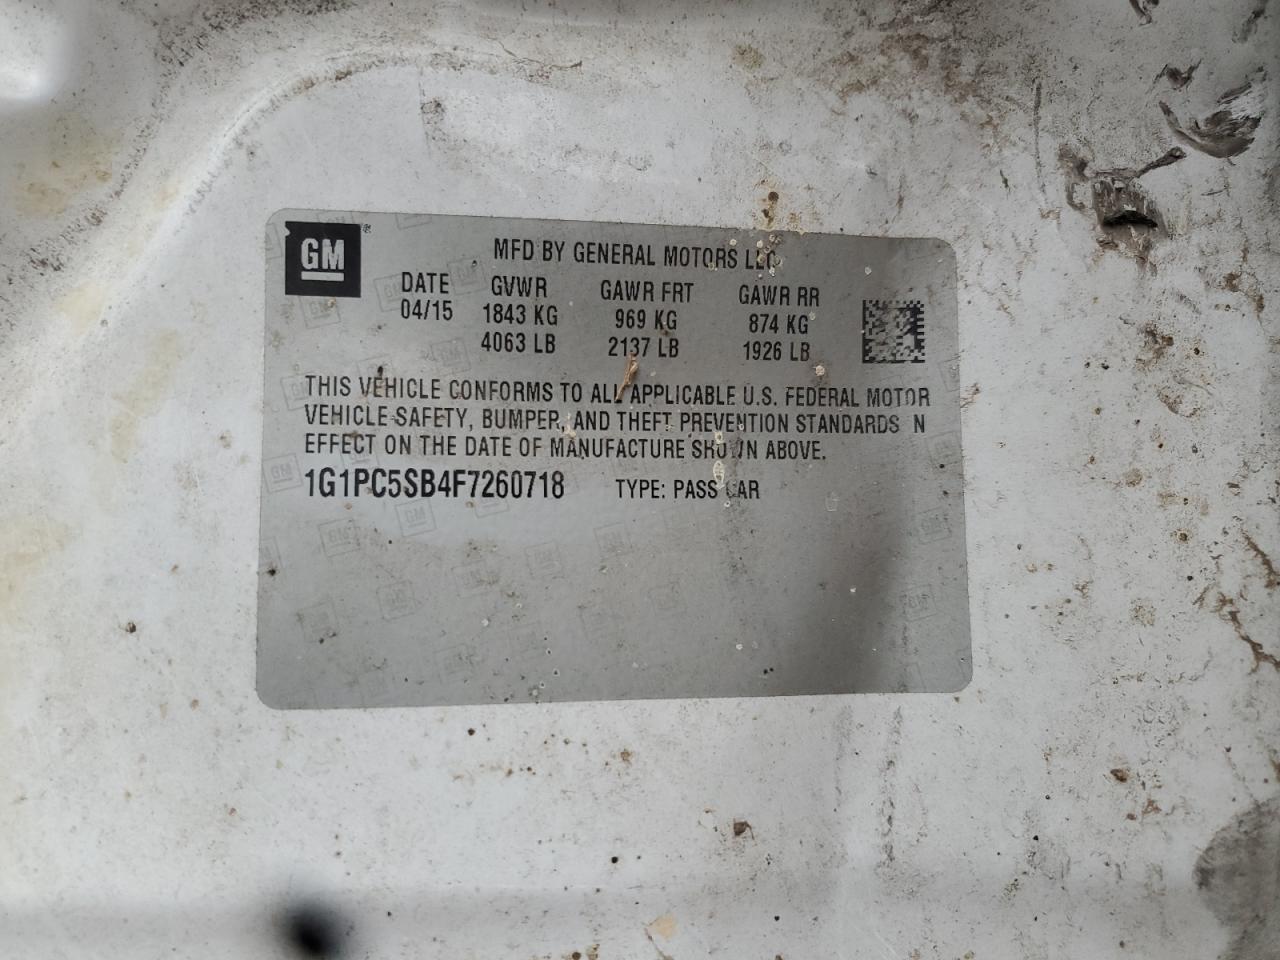 GM
MFD BY GENERAL MOTORS LLC
DATE GVWR GAWR FRT GAWR RR
04/15 1843 KG 969 KG 874 KG
4063 LB 2137 LB 1926 LB
THIS VEHICLE CONFORMS TO ALL APPLICABLE U.S. FEDERAL MOTOR
VEHICLE SAFETY, BUMPER, AND THEFT PREVENTION STANDARDS IN
EFFECT ON THE DATE OF MANUFACTURE SHOWN ABOVE.
1G1PC5SB4F7260718 TYPE: PASS CAR